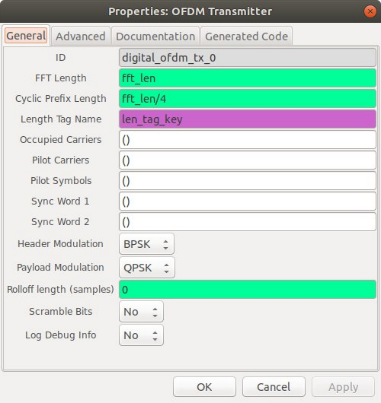 Properties: OFDM Transmitter
General Advanced Documentation Generated Code
ID digital_ofdm_tx_0
FFT Length fft_len
Cyclic Prefix Length fft_len/4
Length Tag Name len_tag_key
Occupied Carriers ()
Pilot Carriers ()
Pilot Symbols ()
Sync Word 1 ()
Sync Word 2 ()
Header Modulation BPSK
Payload Modulation QPSK
Rolloff length (samples) 0
Scramble Bits No
Log Debug Info No
OK Cancel Apply